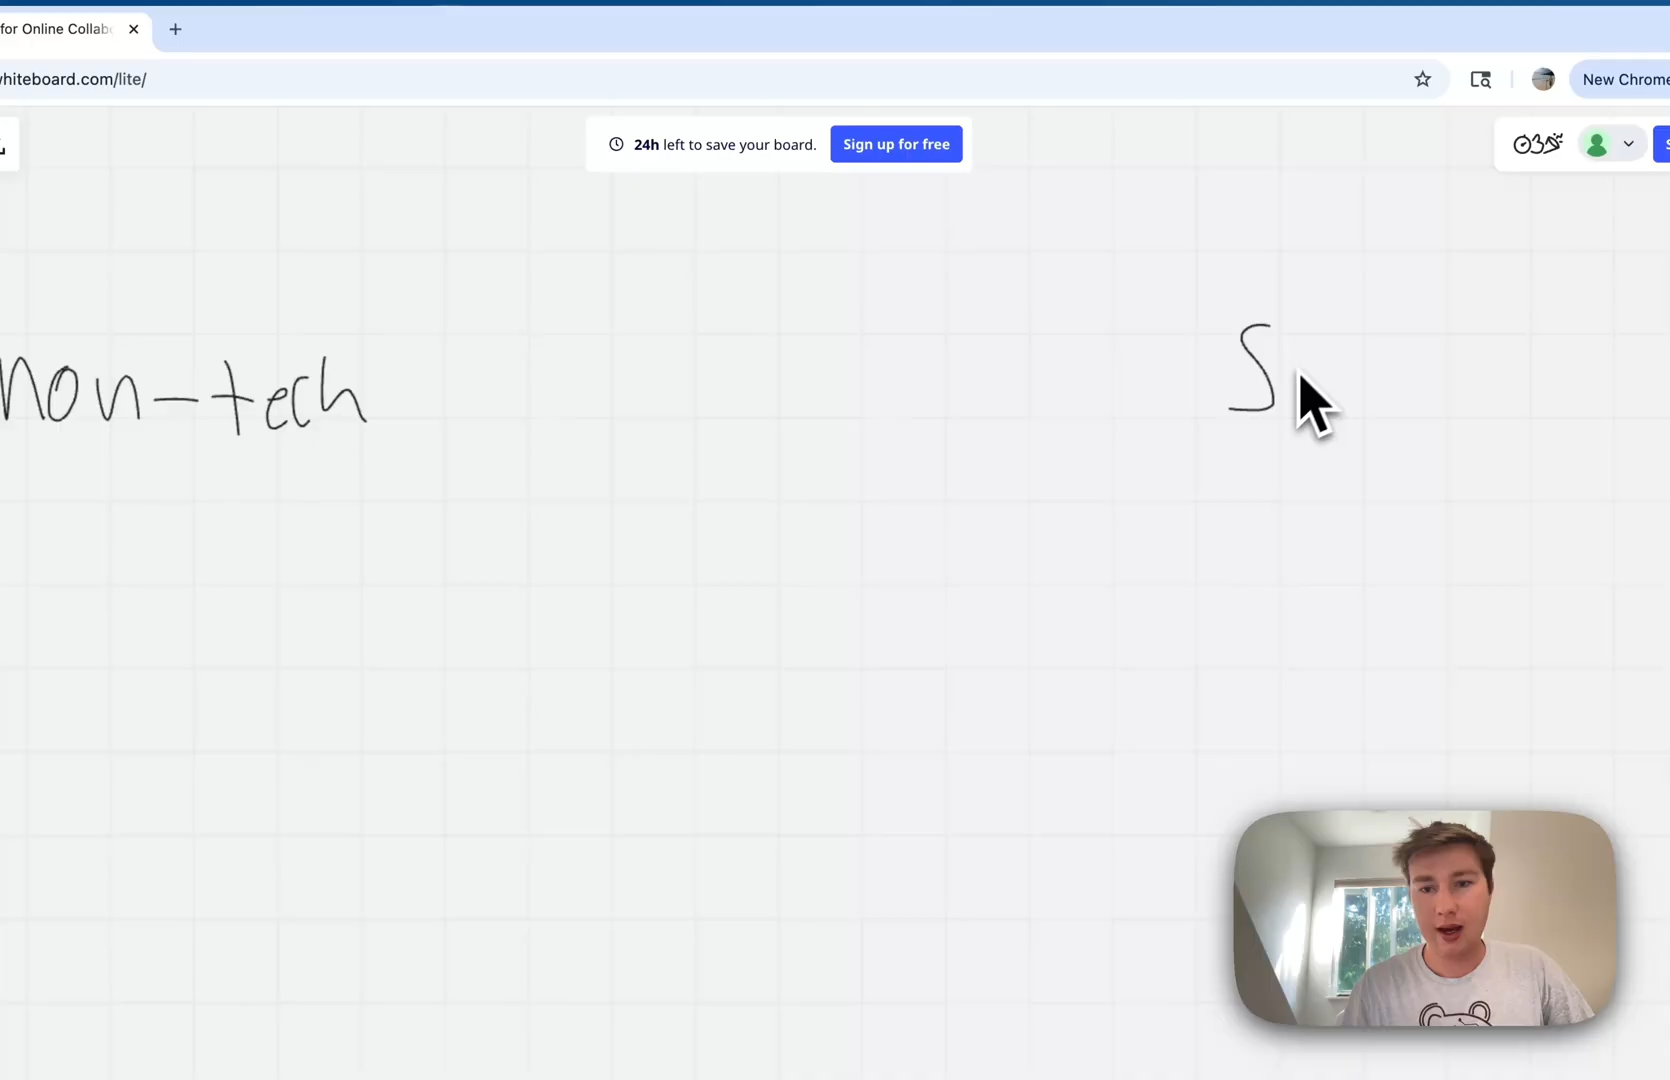 for Online Collab
whiteboard.com/lite/
New Chrome
24h left to save your board.
Sign up for free
S
non-tech
S